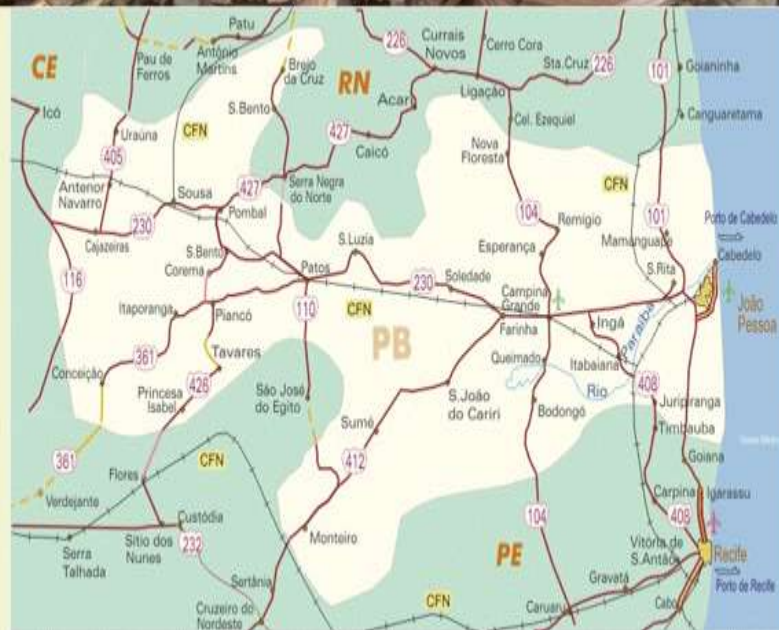 Patu
Pau de
Ferros
Antônio
Martins
Brejo
da Cruz
226
Currais
Novos
Cerro Cora
Sta.Cruz
226
101
Goianinha
CE
RN
Icó
Acari
Ligação
Canguaretama
S.Bento
Uraúna
CFN
427
Caicó
Cel. Ezequiel
Nova
Floresta
405
Antenor
Navarro
Sousa
427
Serra Negra
do Norte
CFN
Pombal
104
Remígio
101
Porto de Cabedelo
Cajazeiras
230
S.Bento
S.Luzia
Esperança
Mamanguape
Cabedelo
Corema
Patos
230
Soledade
S.Rita
116
Itaporanga
Piancó
110
CFN
Campina
Grande
João
Pessoa
PB
Farinha
Ingá
Paraíba
361
Tavares
Queimado
Itabaiana
Conceição
426
Princesa
Isabel
São José
do Egito
S.João
do Cariri
Rio
408
Bodongó
Juripiranga
Sumé
Timbauba
361
CFN
412
Goiana
Flores
Verdejante
Carpina
Igarassu
Custódia
408
Sítio dos
Nunes
232
Monteiro
104
PE
Vitória de
S.Antão
Recife
Serra
Talhada
Porto de Recife
Sertânia
Gravatá
Cruzeiro do
Nordeste
CFN
Caruaru
Cabo